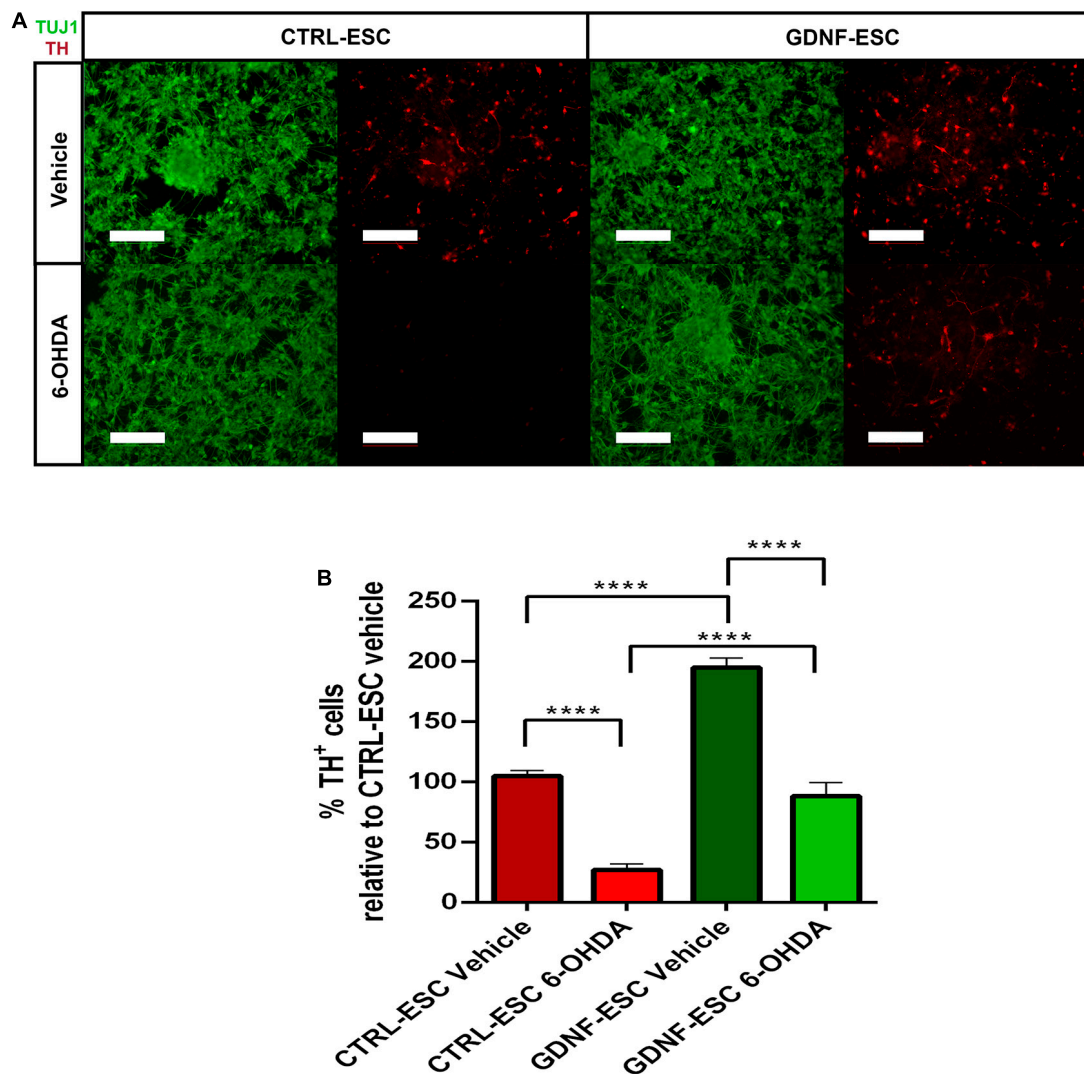 A
TUJ1
TH
CTRL-ESC
GDNF-ESC
Vehicle
6-OHDA
B
% TH⁺ cells
relative to CTRL-ESC vehicle
250
200
150
100
50
0
****
****
****
****
CTRL-ESC Vehicle
CTRL-ESC 6-OHDA
GDNF-ESC Vehicle
GDNF-ESC 6-OHDA